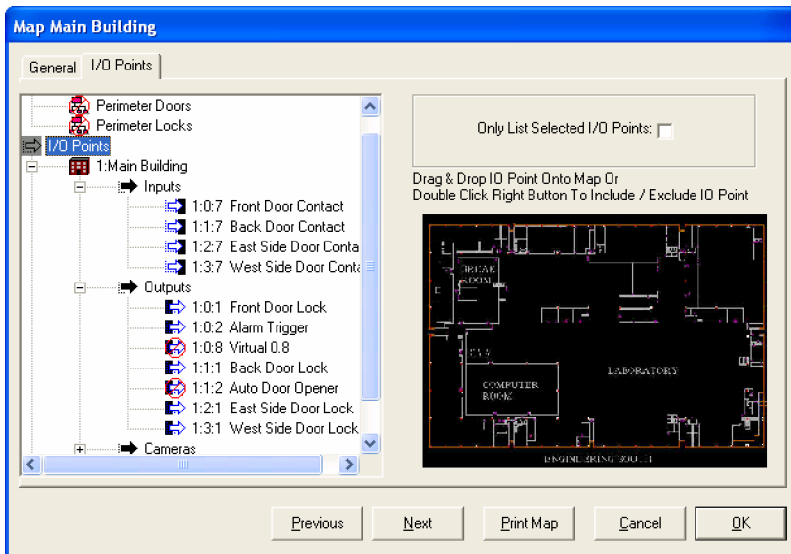 Map Main Building
General
I/O Points
Perimeter Doors
Perimeter Locks
I/O Points
1:Main Building
Inputs
1:0:7 Front Door Contact
1:1:7 Back Door Contact
1:2:7 East Side Door Conta
1:3:7 West Side Door Conta
Outputs
1:0:1 Front Door Lock
1:0:2 Alarm Trigger
1:0:8 Virtual 0.8
1:1:1 Back Door Lock
1:1:2 Auto Door Opener
1:2:1 East Side Door Lock
1:3:1 West Side Door Lock
Cameras
Only List Selected I/O Points:
Drag & Drop IO Point Onto Map Or
Double Click Right Button To Include / Exclude IO Point
BREAK
ROOM
LABORATORY
COMPUTER
ROOM
ENGINEERING SOUTH
Previous
Next
Print Map
Cancel
OK